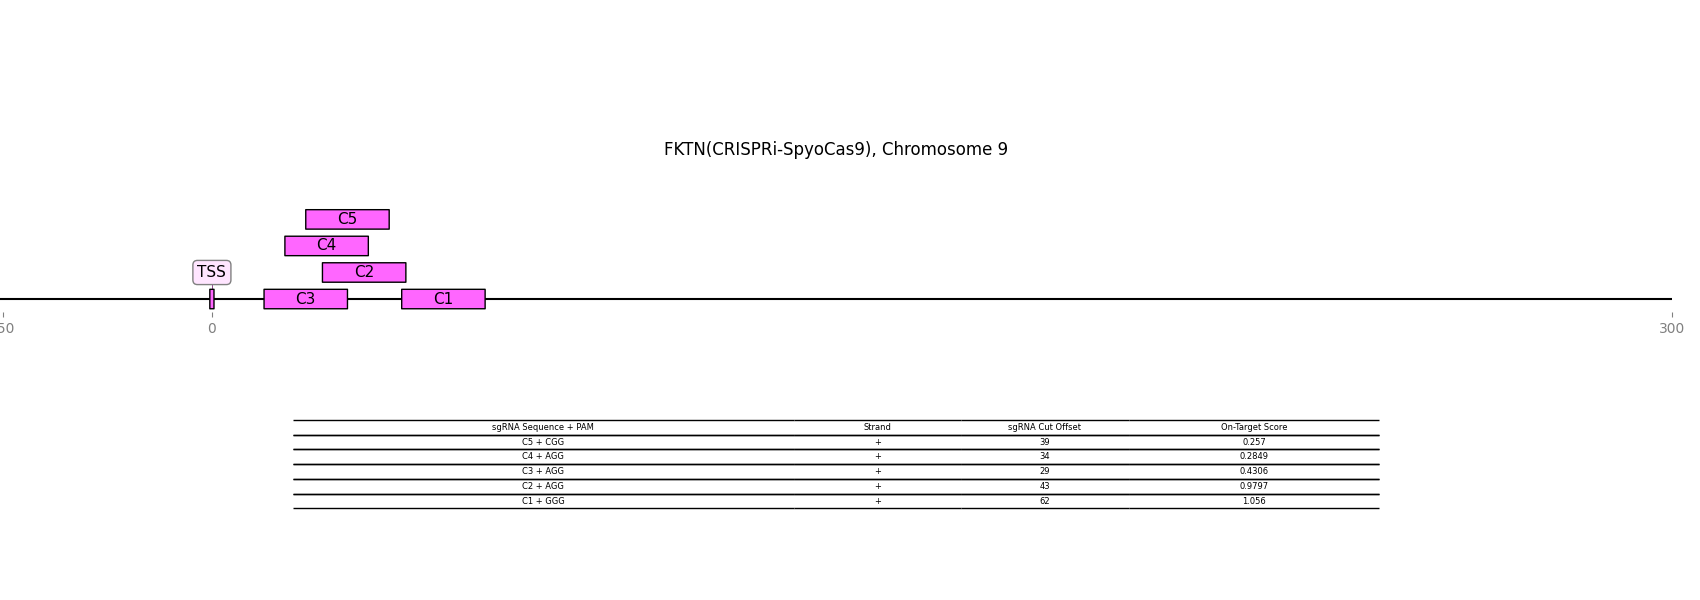 FKTN(CRISPRi-SpyoCas9), Chromosome 9
C5
C4
TSS C2
C3 C1
50 0 300
sgRNA Sequence + PAM Strand sgRNA Cut Offset On-Target Score
C5 + CGG + 39 0.257
C4 + AGG + 34 0.2849
C3 + AGG + 29 0.4306
C2 + AGG + 43 0.9797
C1 + GGG + 62 1.056